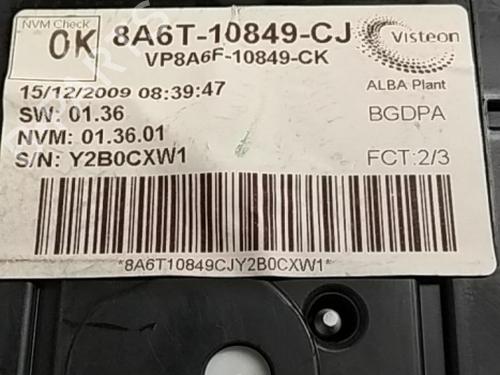 NVM Check
OK
8A6T-10849-CJ
VP8A6F-10849-CK
Visteon
15/12/2009 08:39:47
ALBA Plant
SW: 01.36
BGDPA
NVM: 01.36.01
S/N: Y2B0CXW1
FCT:2/3
*8A6T10849CJY2B0CXW1*